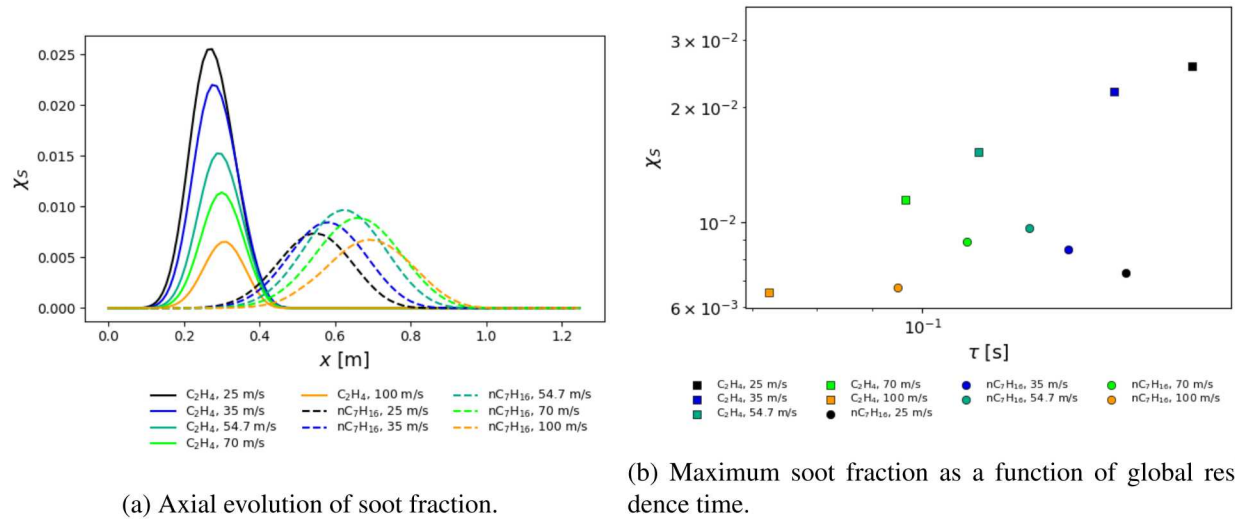 0.025
0.020
0.015
0.010
0.005
0.000
χS
0.0 0.2 0.4 0.6 0.8 1.0 1.2
x [m]
C₂H₄, 25 m/s
C₂H₄, 35 m/s
C₂H₄, 54.7 m/s
C₂H₄, 70 m/s
C₂H₄, 100 m/s
nC₇H₁₆, 25 m/s
nC₇H₁₆, 35 m/s
nC₇H₁₆, 54.7 m/s
nC₇H₁₆, 70 m/s
nC₇H₁₆, 100 m/s
(a) Axial evolution of soot fraction.
3 × 10⁻²
2 × 10⁻²
10⁻²
6 × 10⁻³
χS
10⁻¹
τ [s]
C₂H₄, 25 m/s
C₂H₄, 35 m/s
C₂H₄, 54.7 m/s
C₂H₄, 70 m/s
C₂H₄, 100 m/s
nC₇H₁₆, 25 m/s
nC₇H₁₆, 35 m/s
nC₇H₁₆, 54.7 m/s
nC₇H₁₆, 70 m/s
nC₇H₁₆, 100 m/s
(b) Maximum soot fraction as a function of global res
dence time.